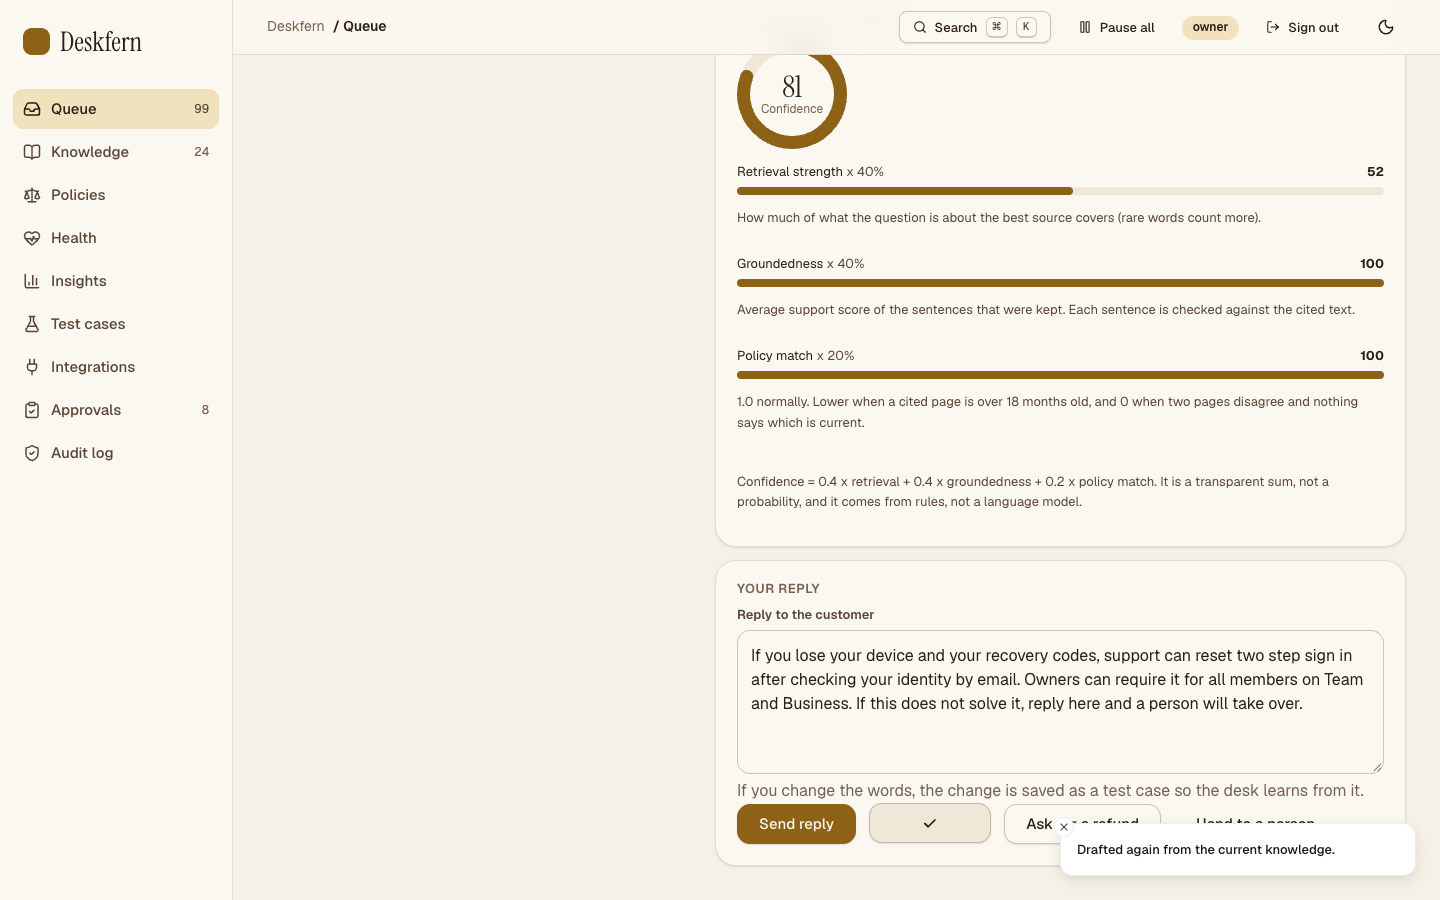 Deskfern
Queue 99
Knowledge 24
Policies
Health
Insights
Test cases
Integrations
Approvals 8
Audit log
Deskfern / Queue
Search ⌘ K
Pause all
owner
Sign out
81
Confidence
Retrieval strength x 40% 52
How much of what the question is about the best source covers (rare words count more).
Groundedness x 40% 100
Average support score of the sentences that were kept. Each sentence is checked against the cited text.
Policy match x 20% 100
1.0 normally. Lower when a cited page is over 18 months old, and 0 when two pages disagree and nothing
says which is current.
Confidence = 0.4 x retrieval + 0.4 x groundedness + 0.2 x policy match. It is a transparent sum, not a
probability, and it comes from rules, not a language model.
YOUR REPLY
Reply to the customer
If you lose your device and your recovery codes, support can reset two step sign in
after checking your identity by email. Owners can require it for all members on Team
and Business. If this does not solve it, reply here and a person will take over.
If you change the words, the change is saved as a test case so the desk learns from it.
Send reply
Ask a refund
Hand to a person
Drafted again from the current knowledge.